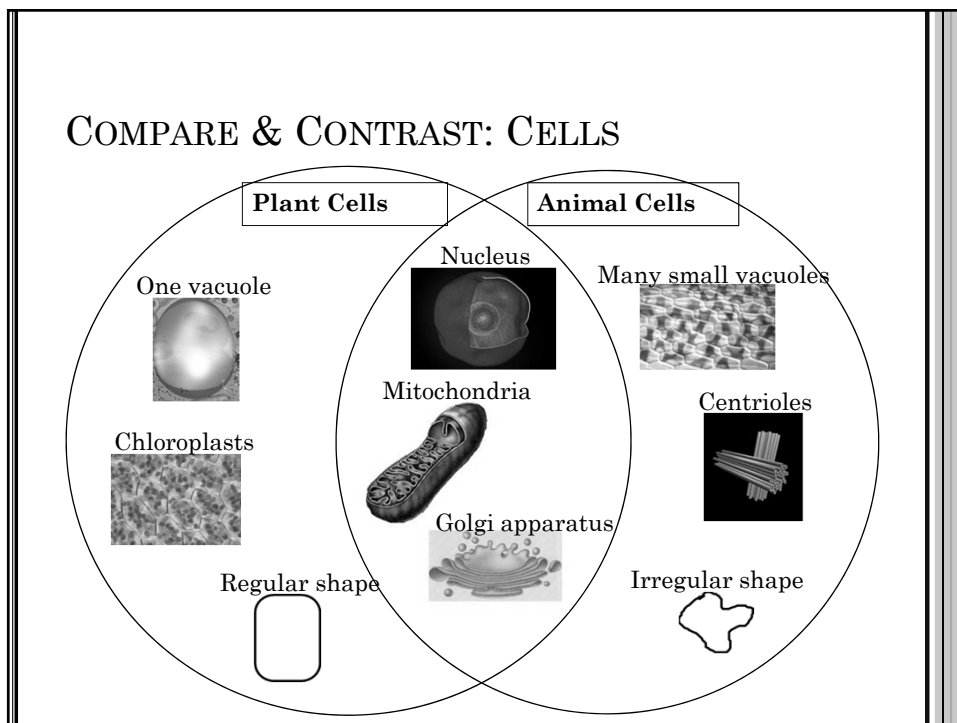 COMPARE & CONTRAST: CELLS
Plant Cells
Animal Cells
One vacuole
Chloroplasts
Regular shape
Nucleus
Mitochondria
Golgi apparatus
Many small vacuoles
Centrioles
Irregular shape